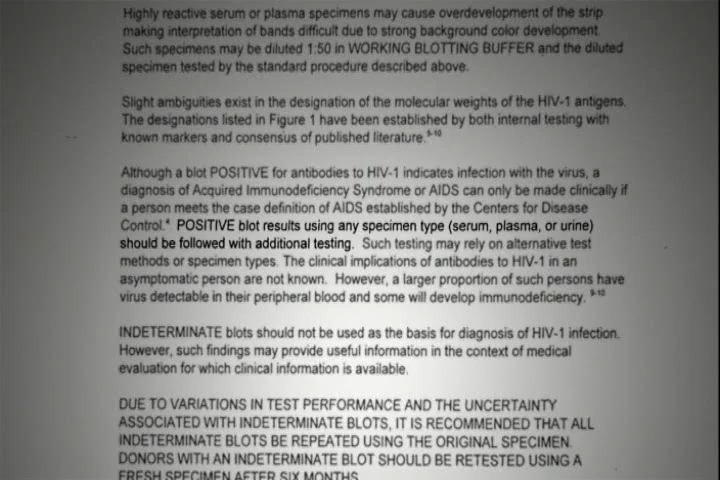 Highly reactive serum or plasma specimens may cause overdevelopment of the strip
making interpretation of bands difficult due to strong background color development.
Such specimens may be diluted 1:50 in WORKING BLOTTING BUFFER and the diluted
specimen tested by the standard procedure described above.
Slight ambiguities exist in the designation of the molecular weights of the HIV-1 antigens.
The designations listed in Figure 1 have been established by both internal testing with
known markers and consensus of published literature.
Although a blot POSITIVE for antibodies to HIV-1 indicates infection with the virus, a
diagnosis of Acquired Immunodeficiency Syndrome or AIDS can only be made clinically if
a person meets the case definition of AIDS established by the Centers for Disease
Control.⁴ POSITIVE blot results using any specimen type (serum, plasma, or urine)
should be followed with additional testing. Such testing may rely on alternative test
methods or specimen types. The clinical implications of antibodies to HIV-1 in an
asymptomatic person are not known. However, a larger proportion of such persons have
virus detectable in their peripheral blood and some will develop immunodeficiency. ⁹⁻¹⁰
INDETERMINATE blots should not be used as the basis for diagnosis of HIV-1 infection.
However, such findings may provide useful information in the context of medical
evaluation for which clinical information is available.
DUE TO VARIATIONS IN TEST PERFORMANCE AND THE UNCERTAINTY
ASSOCIATED WITH INDETERMINATE BLOTS, IT IS RECOMMENDED THAT ALL
INDETERMINATE BLOTS BE REPEATED USING THE ORIGINAL SPECIMEN.
DONORS WITH AN INDETERMINATE BLOT SHOULD BE RETESTED USING A
FRESH SPECIMEN AFTER SIX MONTHS